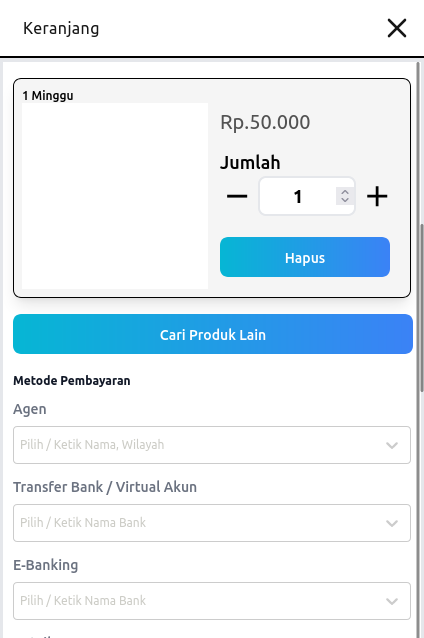 Keranjang
1 Minggu
Rp.50.000
Jumlah
1
Hapus
Cari Produk Lain
Metode Pembayaran
Agen
Pilih / Ketik Nama, Wilayah
Transfer Bank / Virtual Akun
Pilih / Ketik Nama Bank
E-Banking
Pilih / Ketik Nama Bank